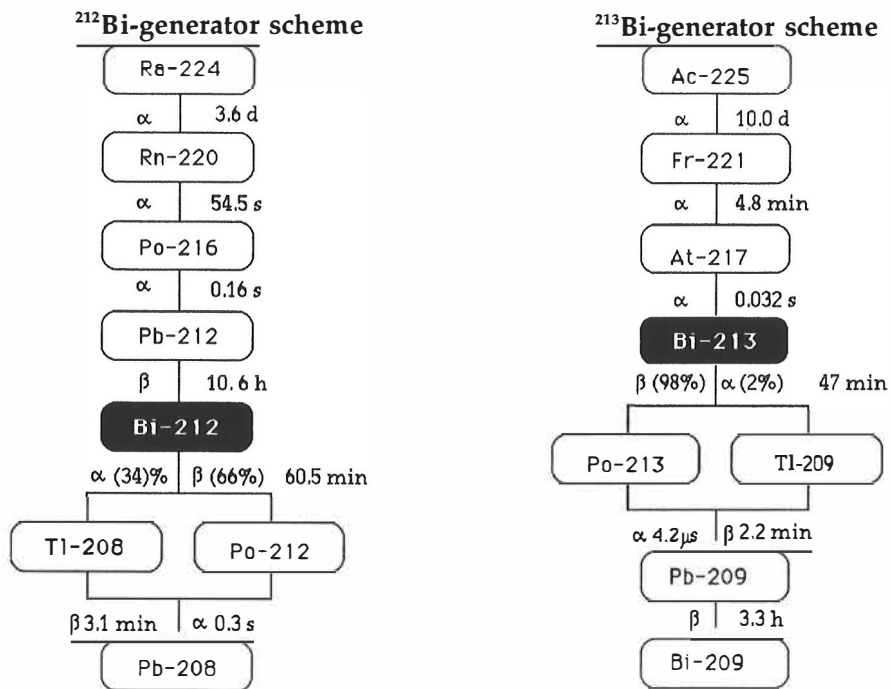 ²¹²Bi-generator scheme
Ra-224
α 3.6 d
Rn-220
α 54.5 s
Po-216
α 0.16 s
Pb-212
β 10.6 h
Bi-212
α (34)% β (66%) 60.5 min
Tl-208 Po-212
β 3.1 min α 0.3 s
Pb-208
²¹³Bi-generator scheme
Ac-225
α 10.0 d
Fr-221
α 4.8 min
At-217
α 0.032 s
Bi-213
β (98%) α (2%) 47 min
Po-213 Tl-209
α 4.2µs β 2.2 min
Pb-209
β 3.3 h
Bi-209